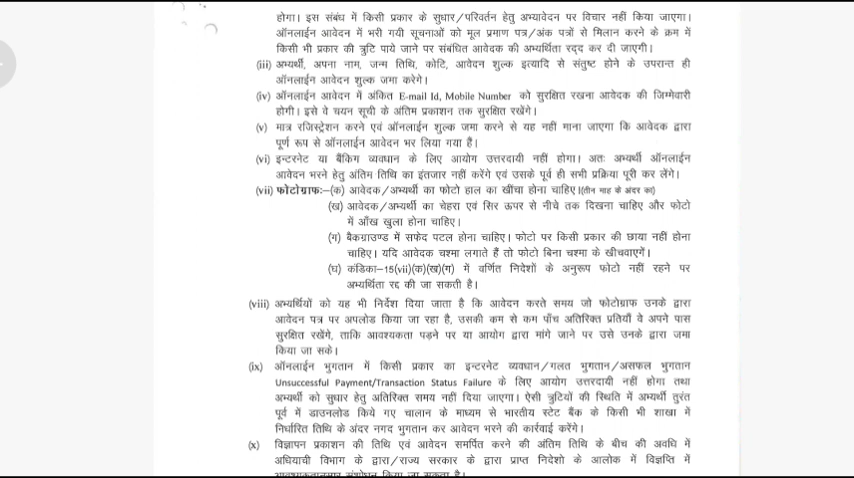 होगा। इस संबंध में किसी प्रकार के सुधार/परिवर्तन हेतु अभ्यावेदन पर विचार नहीं किया जाएगा।
ऑनलाईन आवेदन में भरी गयी सूचनाओं को मूल प्रमाण पत्र/अंक पत्रों से मिलान करने के क्रम में
किसी भी प्रकार की त्रुटि पाये जाने पर संबंधित आवेदक की अभ्यर्थिता रद्द कर दी जाएगी।
(iii) अभ्यर्थी, अपना नाम, जन्म तिथि, कोटि, आवेदन शुल्क इत्यादि से संतुष्ट होने के उपरान्त ही
ऑनलाईन आवेदन शुल्क जमा करेगे।
(iv) ऑनलाईन आवेदन में अंकित E-mail Id, Mobile Number को सुरक्षित रखना आवेदक की जिम्मेवारी
होगी। इसे वे चयन सूची के अंतिम प्रकाशन तक सुरक्षित रखेंगे।
(v) मात्र रजिस्ट्रेशन करने एवं ऑनलाईन शुल्क जमा करने से यह नहीं माना जाएगा कि आवेदक द्वारा
पूर्ण रूप से ऑनलाईन आवेदन भर लिया गया हैं।
(vi) इन्टरनेट या बैंकिग व्यवधान के लिए आयोग उत्तरदायी नहीं होगा। अतः अभ्यर्थी ऑनलाईन
आवेदन भरने हेतु अंतिम तिथि का इंतजार नहीं करेंगे एवं उसके पूर्व ही सभी प्रक्रिया पूरी कर लेंगे।
(vii) फोटोग्राफः–(क) आवेदक/अभ्यर्थी का फोटो हाल का खींचा होना चाहिए।(तीन माह के अंदर का)
(ख) आवेदक/अभ्यर्थी का चेहरा एवं सिर ऊपर से नीचे तक दिखना चाहिए और फोटो
में आँख खुला होना चाहिए।
(ग) बैकग्राउण्ड में सफेद पटल होना चाहिए। फोटो पर किसी प्रकार की छाया नहीं होना
चाहिए। यदि आवेदक चश्मा लगाते हैं तो फोटो बिना चश्मा के खींचवाएगें।
(घ) कंडिका–15(vii)(क)(ख)(ग) में वर्णित निदेशों के अनुरूप फोटो नहीं रहने पर
अभ्यर्थिता रद्द की जा सकती है।
(viii) अभ्यर्थियों को यह भी निर्देश दिया जाता है कि आवेदन करते समय जो फोटोग्राफ उनके द्वारा
आवेदन पत्र पर अपलोड किया जा रहा है, उसकी कम से कम पाँच अतिरिक्त प्रतियाँ वे अपने पास
सुरक्षित रखेंगे, ताकि आवश्यकता पड़ने पर या आयोग द्वारा मांगे जाने पर उसे उनके द्वारा जमा
किया जा सके।
(ix) ऑनलाईन भुगतान में किसी प्रकार का इन्टरनेट व्यवधान/गलत भुगतान/असफल भुगतान
Unsuccessful Payment/Transaction Status Failure के लिए आयोग उत्तरदायी नहीं होगा तथा
अभ्यर्थी को सुधार हेतु अतिरिक्त समय नहीं दिया जाएगा। ऐसी त्रुटियों की स्थिति में अभ्यर्थी तुरंत
पूर्व में डाउनलोड किये गए चालान के माध्यम से भारतीय स्टेट बैंक के किसी भी शाखा में
निर्धारित तिथि के अंदर नगद भुगतान कर आवेदन भरने की कार्रवाई करेंगे।
(x) विज्ञापन प्रकाशन की तिथि एवं आवेदन समर्पित करने की अंतिम तिथि के बीच की अवधि में
अधियाची विभाग के द्वारा/राज्य सरकार के द्वारा प्राप्त निदेशो के आलोक में विज्ञप्ति में
आवश्यकतानुसार संशोधन किया जा सकता है।